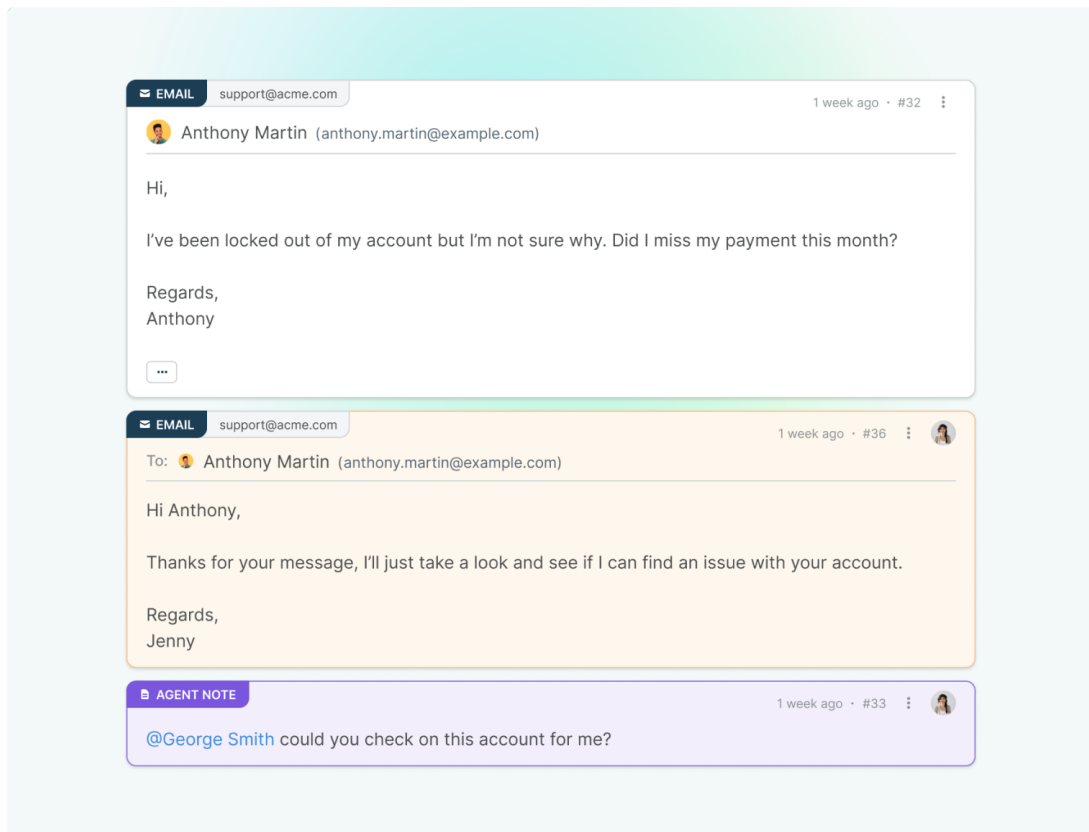 EMAIL support@acme.com
1 week ago · #32
Anthony Martin (anthony.martin@example.com)
Hi,
I’ve been locked out of my account but I’m not sure why. Did I miss my payment this month?
Regards,
Anthony
...
EMAIL support@acme.com
1 week ago · #36
To: Anthony Martin (anthony.martin@example.com)
Hi Anthony,
Thanks for your message, I’ll just take a look and see if I can find an issue with your account.
Regards,
Jenny
AGENT NOTE
1 week ago · #33
@George Smith could you check on this account for me?